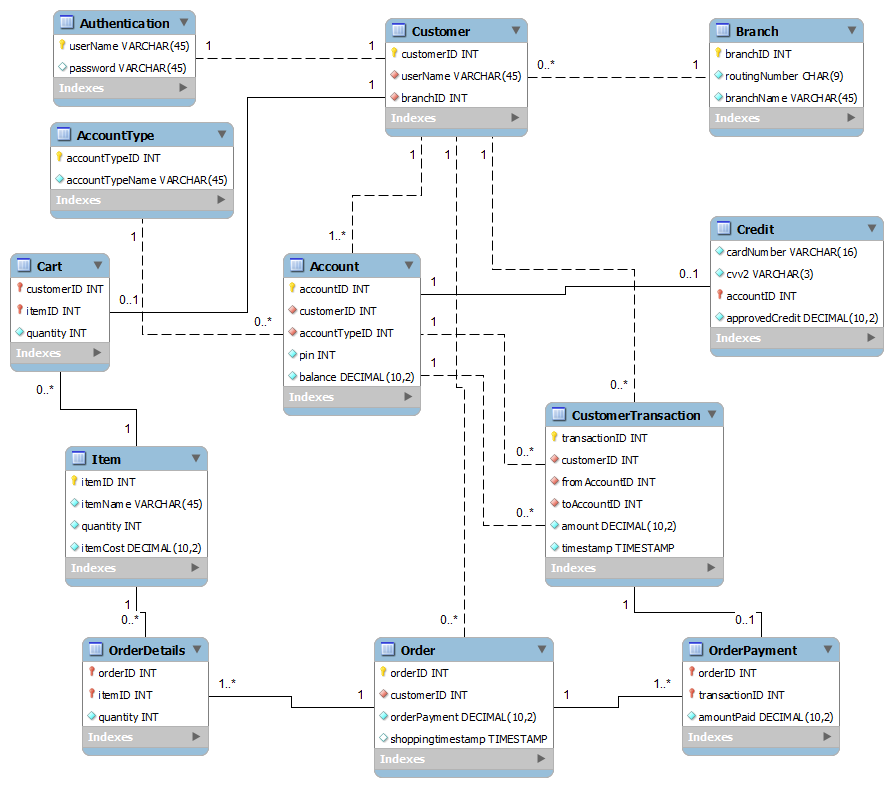 Authentication
userName VARCHAR(45)
password VARCHAR(45)
Indexes
1
1
Customer
customerID INT
userName VARCHAR(45)
branchID INT
Indexes
0..*
1
Branch
branchID INT
routingNumber CHAR(9)
branchName VARCHAR(45)
Indexes
1
AccountType
accountTypeID INT
accountTypeName VARCHAR(45)
Indexes
1
1
1
1
1..*
Cart
customerID INT
itemID INT
quantity INT
Indexes
0..1
0..*
Account
accountID INT
customerID INT
accountTypeID INT
pin INT
balance DECIMAL(10,2)
Indexes
1
0..1
1
1
Credit
cardNumber VARCHAR(16)
cvv2 VARCHAR(3)
accountID INT
approvedCredit DECIMAL(10,2)
Indexes
0..*
0..*
1
0..*
0..*
CustomerTransaction
transactionID INT
customerID INT
fromAccountID INT
toAccountID INT
amount DECIMAL(10,2)
timestamp TIMESTAMP
Indexes
Item
itemID INT
itemName VARCHAR(45)
quantity INT
itemCost DECIMAL(10,2)
Indexes
1
0..*
0..*
1
0..1
OrderDetails
orderID INT
itemID INT
quantity INT
Indexes
1..*
1
Order
orderID INT
customerID INT
orderPayment DECIMAL(10,2)
shoppingtimestamp TIMESTAMP
Indexes
1
1..*
OrderPayment
orderID INT
transactionID INT
amountPaid DECIMAL(10,2)
Indexes